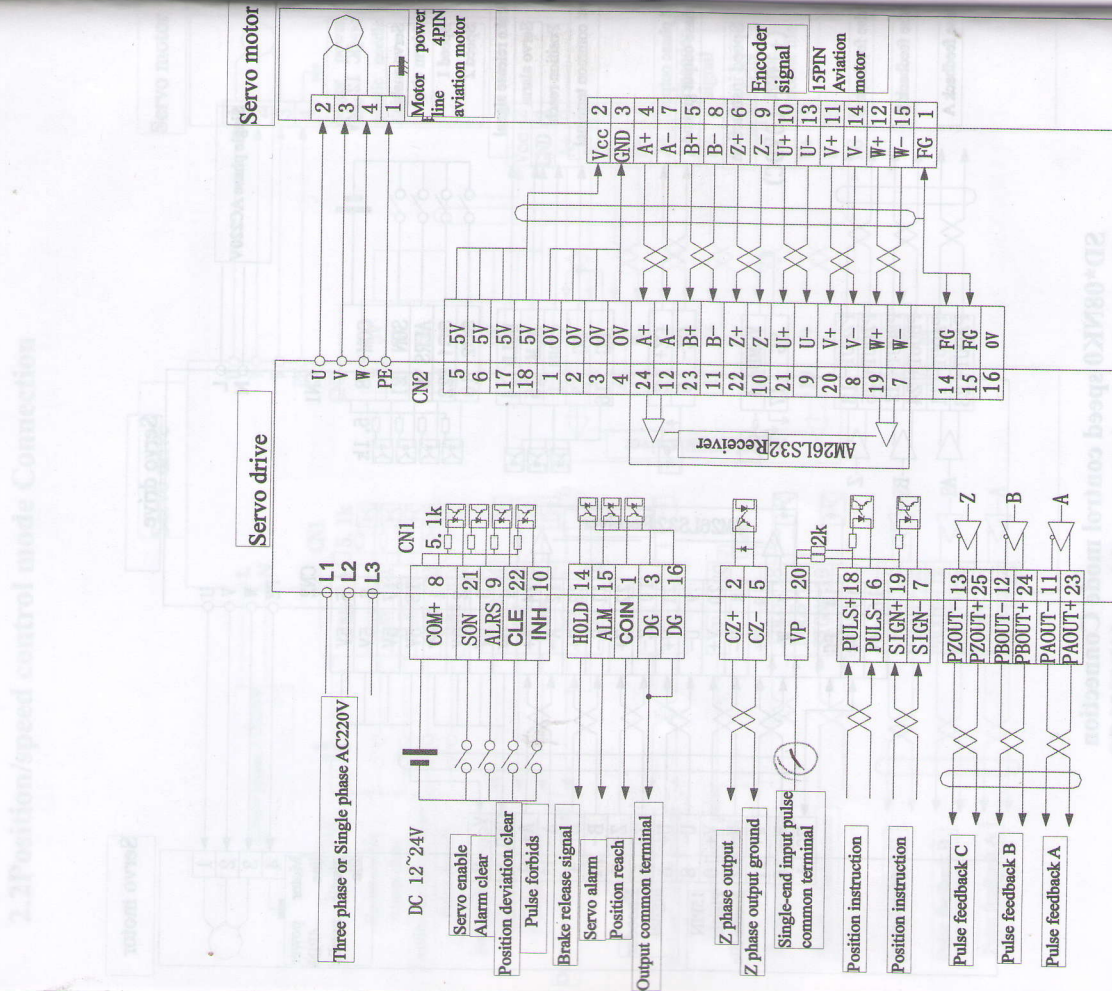 Servo motor
2
3
4
1
Motor power
line 4PIN
aviation motor
Encoder
signal
15PIN
Aviation
motor
Vcc 2
GND 3
A+ 4
A- 7
B+ 5
B- 8
Z+ 6
Z- 9
U+ 10
U- 13
V+ 11
V- 14
W+ 12
W- 15
FG 1
Servo drive
U
V
W
PE
CN2
5 5V
6 5V
17 5V
18 5V
1 0V
2 0V
3 0V
4 0V
24 A+
12 A-
23 B+
11 B-
22 Z+
10 Z-
21 U+
9 U-
20 V+
8 V-
19 W+
7 W-
14 FG
15 FG
16 0V
AM26LS32 Receiver
L1
L2
L3
Three phase or Single phase AC220V
CN1
5.1k
COM+ 8
SON 21
ALRS 9
CLE 22
INH 10
DC 12~24V
Servo enable
Alarm clear
Position deviation clear
Pulse forbids
HOLD 14
ALM 15
COIN 1
DG 3
DG 16
Brake release signal
Servo alarm
Position reach
Output common terminal
CZ+ 2
CZ- 5
Z phase output
Z phase output ground
VP 20
2k
Single-end input pulse
common terminal
PULS+ 18
PULS- 6
SIGN+ 19
SIGN- 7
Position instruction
Position instruction
PZOUT- 13
PZOUT+ 25
PBOUT- 12
PBOUT+ 24
PAOUT- 11
PAOUT+ 23
Z
B
A
Pulse feedback C
Pulse feedback B
Pulse feedback A
2.2Position/speed control mode Connection